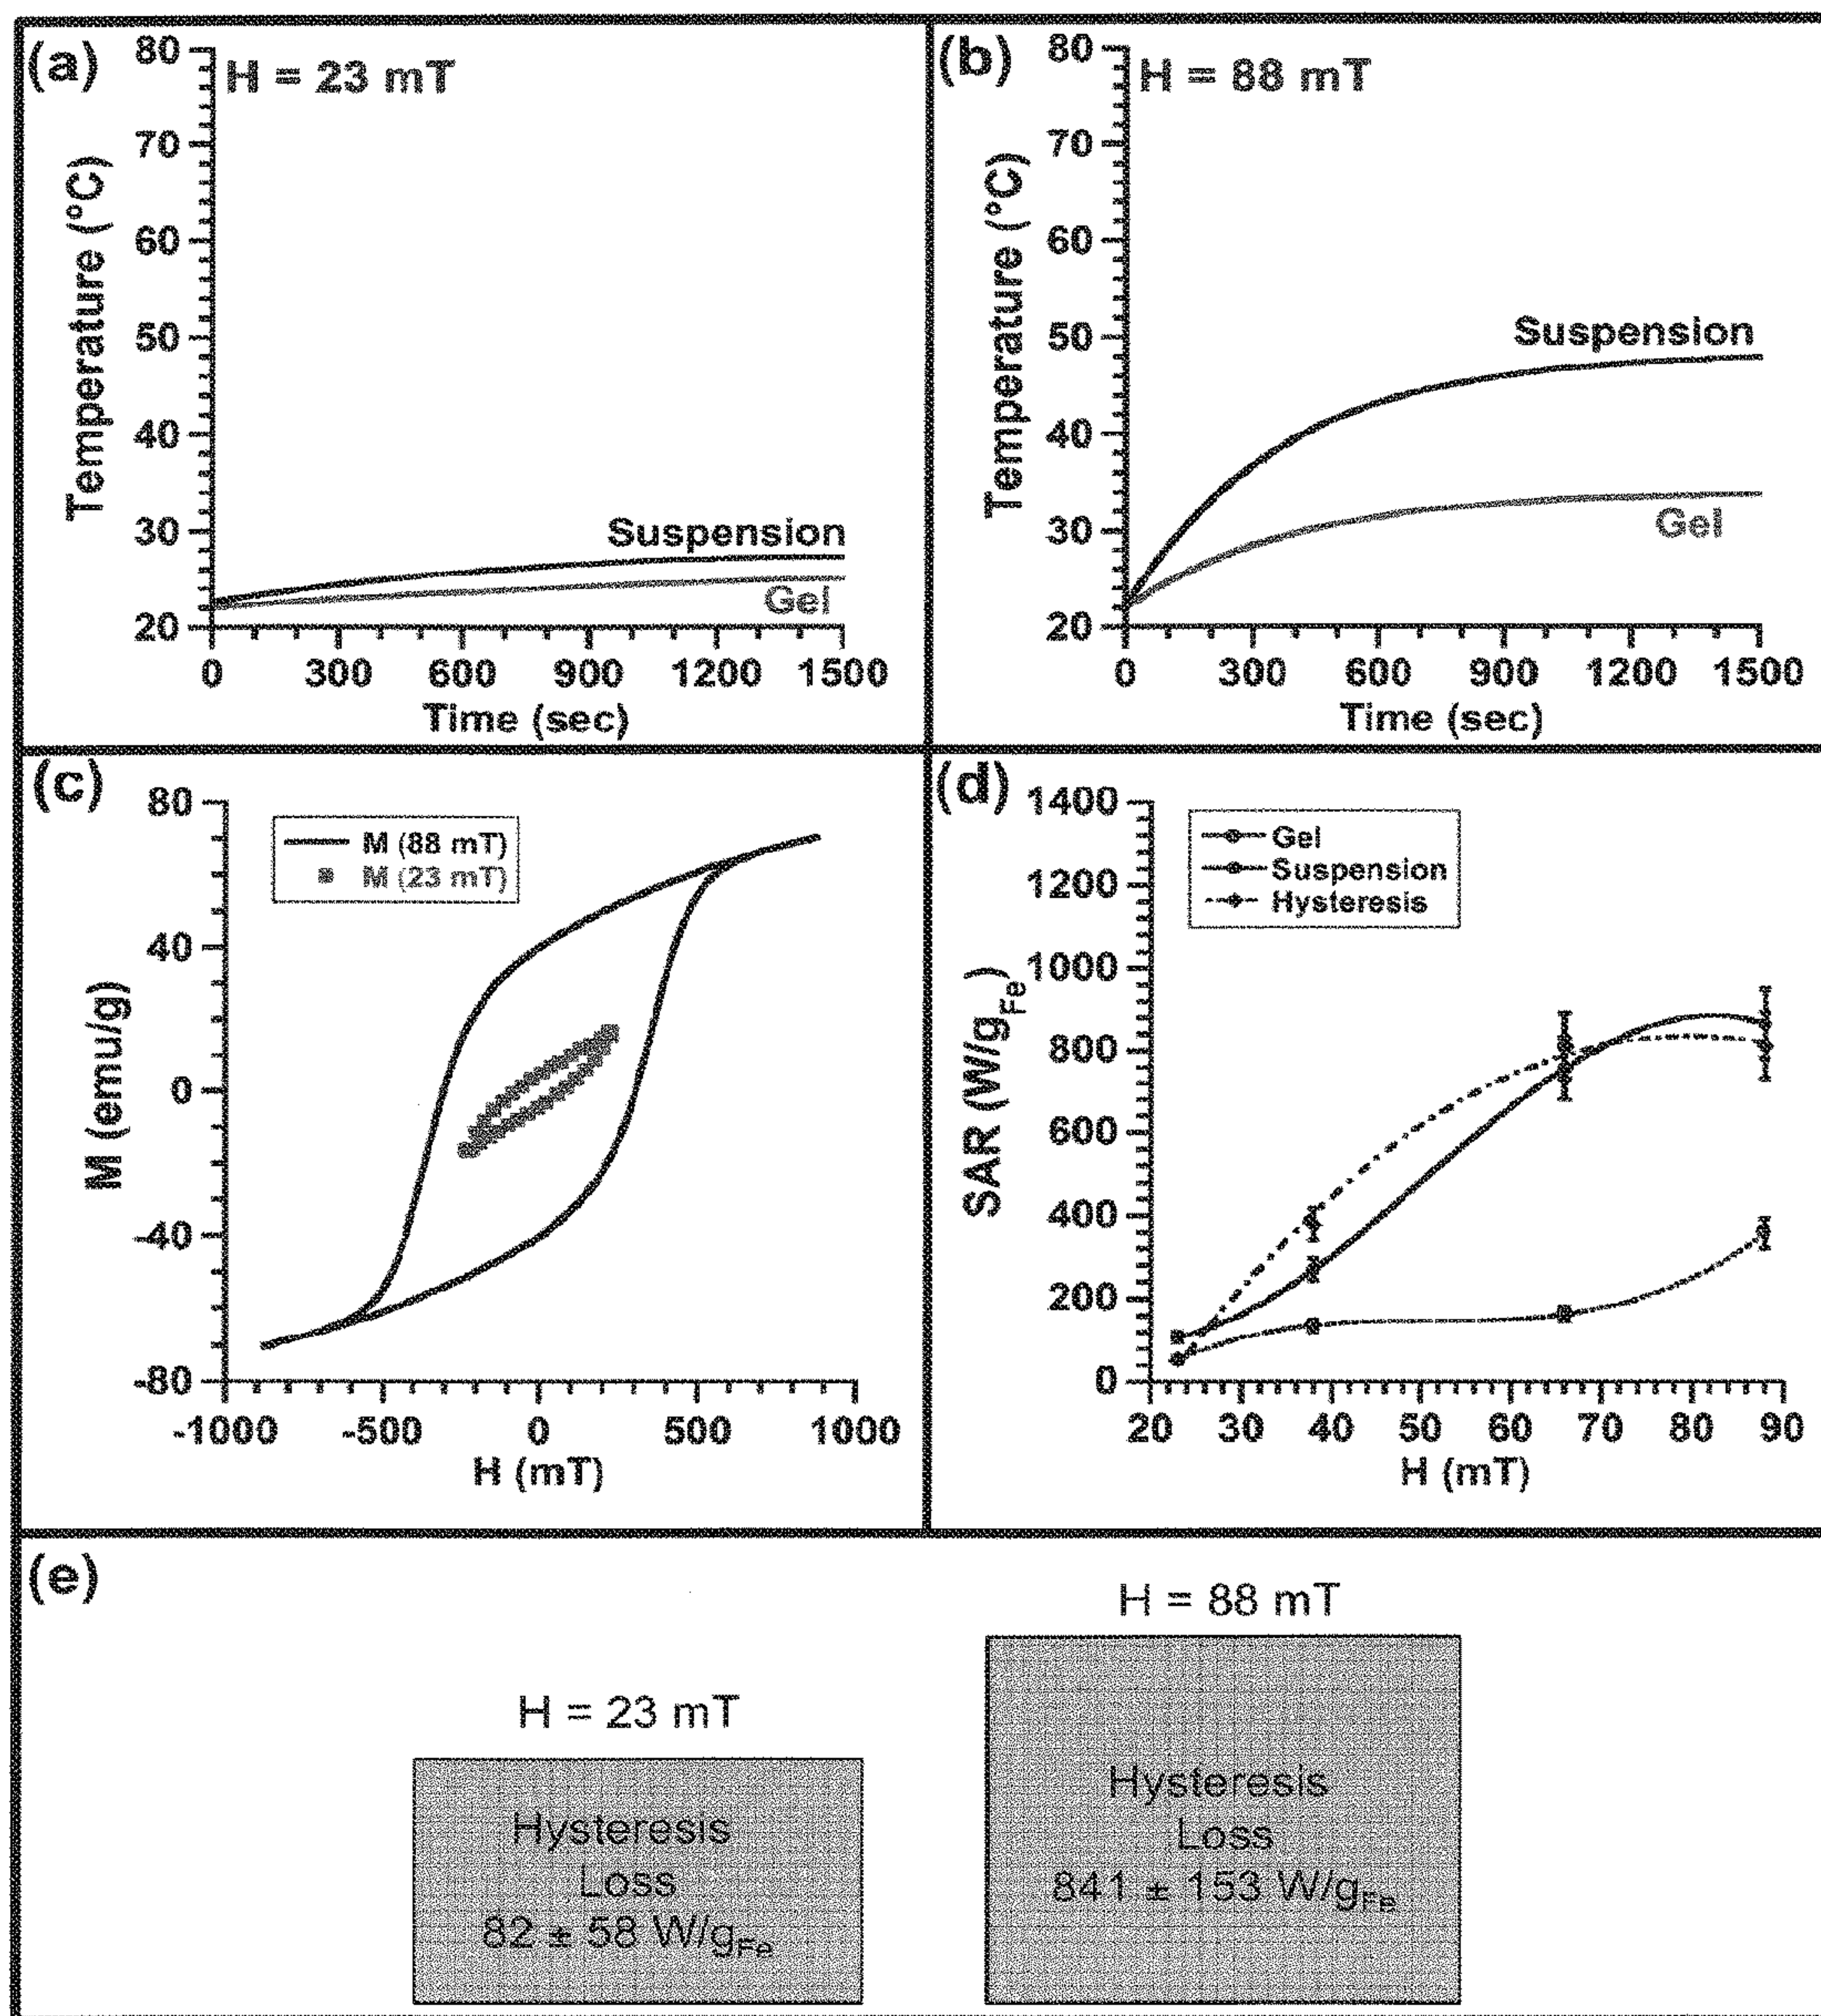 (a)
H = 23 mT
80
70
60
50
40
30
20
Temperature (°C)
Suspension
Gel
0 300 600 900 1200 1500
Time (sec)
(b)
H = 88 mT
80
70
60
50
40
30
20
Temperature (°C)
Suspension
Gel
0 300 600 900 1200 1500
Time (sec)
(c)
80
40
0
-40
-80
M (emu/g)
M (88 mT)
M (23 mT)
-1000 -500 0 500 1000
H (mT)
(d)
1400
1200
1000
800
600
400
200
0
SAR (W/gFe)
Gel
Suspension
Hysteresis
20 30 40 50 60 70 80 90
H (mT)
(e)
H = 23 mT
Hysteresis
Loss
82 ± 58 W/gFe
H = 88 mT
Hysteresis
Loss
841 ± 153 W/gFe